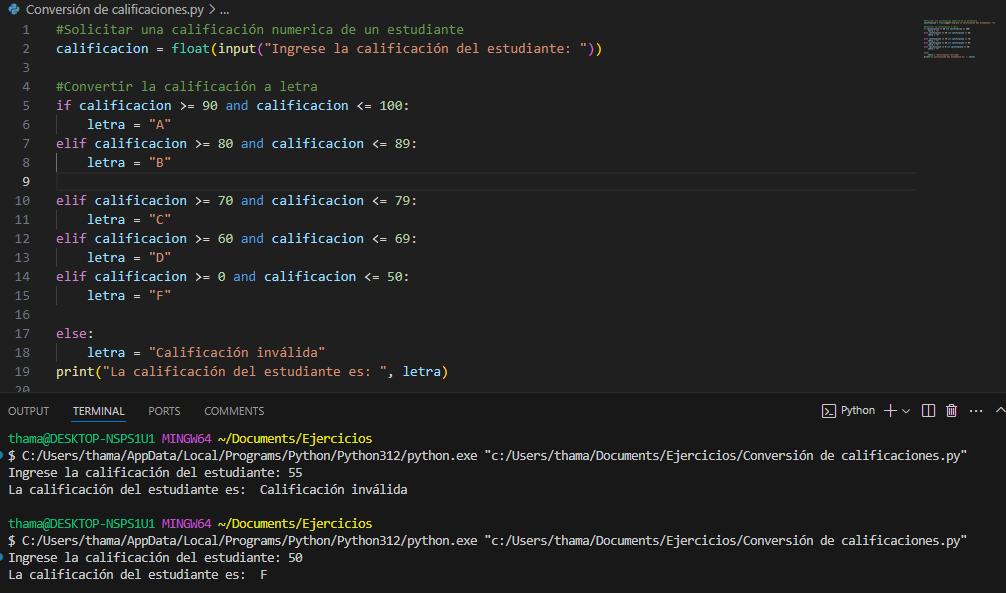 Conversión de calificaciones.py > ...
1 #Solicitar una calificación numerica de un estudiante
2 calificacion = float(input("Ingrese la calificación del estudiante: "))
3
4 #Convertir la calificación a letra
5 if calificacion >= 90 and calificacion <= 100:
6     letra = "A"
7 elif calificacion >= 80 and calificacion <= 89:
8     letra = "B"
9
10 elif calificacion >= 70 and calificacion <= 79:
11     letra = "C"
12 elif calificacion >= 60 and calificacion <= 69:
13     letra = "D"
14 elif calificacion >= 0 and calificacion <= 50:
15     letra = "F"
16
17 else:
18     letra = "Calificación inválida"
19 print("La calificación del estudiante es: ", letra)
20
OUTPUT TERMINAL PORTS COMMENTS Python
thama@DESKTOP-NSPS1U1 MINGW64 ~/Documents/Ejercicios
$ C:/Users/thama/AppData/Local/Programs/Python/Python312/python.exe "c:/Users/thama/Documents/Ejercicios/Conversión de calificaciones.py"
Ingrese la calificación del estudiante: 55
La calificación del estudiante es:  Calificación inválida
thama@DESKTOP-NSPS1U1 MINGW64 ~/Documents/Ejercicios
$ C:/Users/thama/AppData/Local/Programs/Python/Python312/python.exe "c:/Users/thama/Documents/Ejercicios/Conversión de calificaciones.py"
Ingrese la calificación del estudiante: 50
La calificación del estudiante es:  F